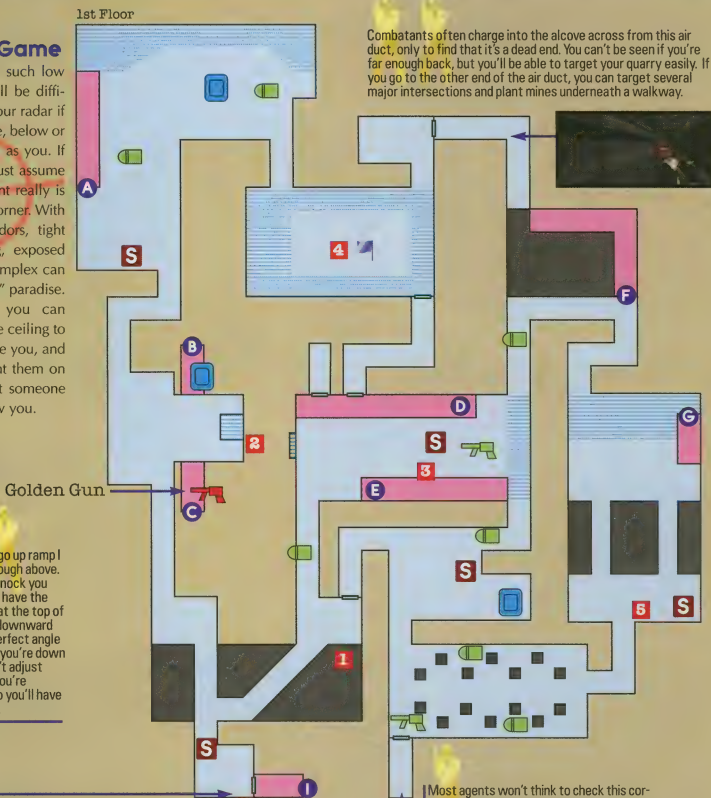 1st Floor
Game
such low
ll be diffi-
our radar if
e, below or
as you. If
ust assume
nt really is
orner. With
dors, tight
, exposed
mplex can
" paradise.
you can
e ceiling to
e you, and
nt them on
t someone
w you.
Combatants often charge into the alcove across from this air
duct, only to find that it's a dead end. You can't be seen if you're
far enough back, but you'll be able to target your quarry easily. If
you go to the other end of the air duct, you can target several
major intersections and plant mines underneath a walkway.
A
S
4
F
B
D
G
2
S
3
E
Golden Gun
C
S
5
S
1
S
I
go up ramp I
ough above.
nock you
have the
at the top of
downward
erfect angle
you're down
't adjust
ou're
o you'll have
Most agents won't think to check this cor-